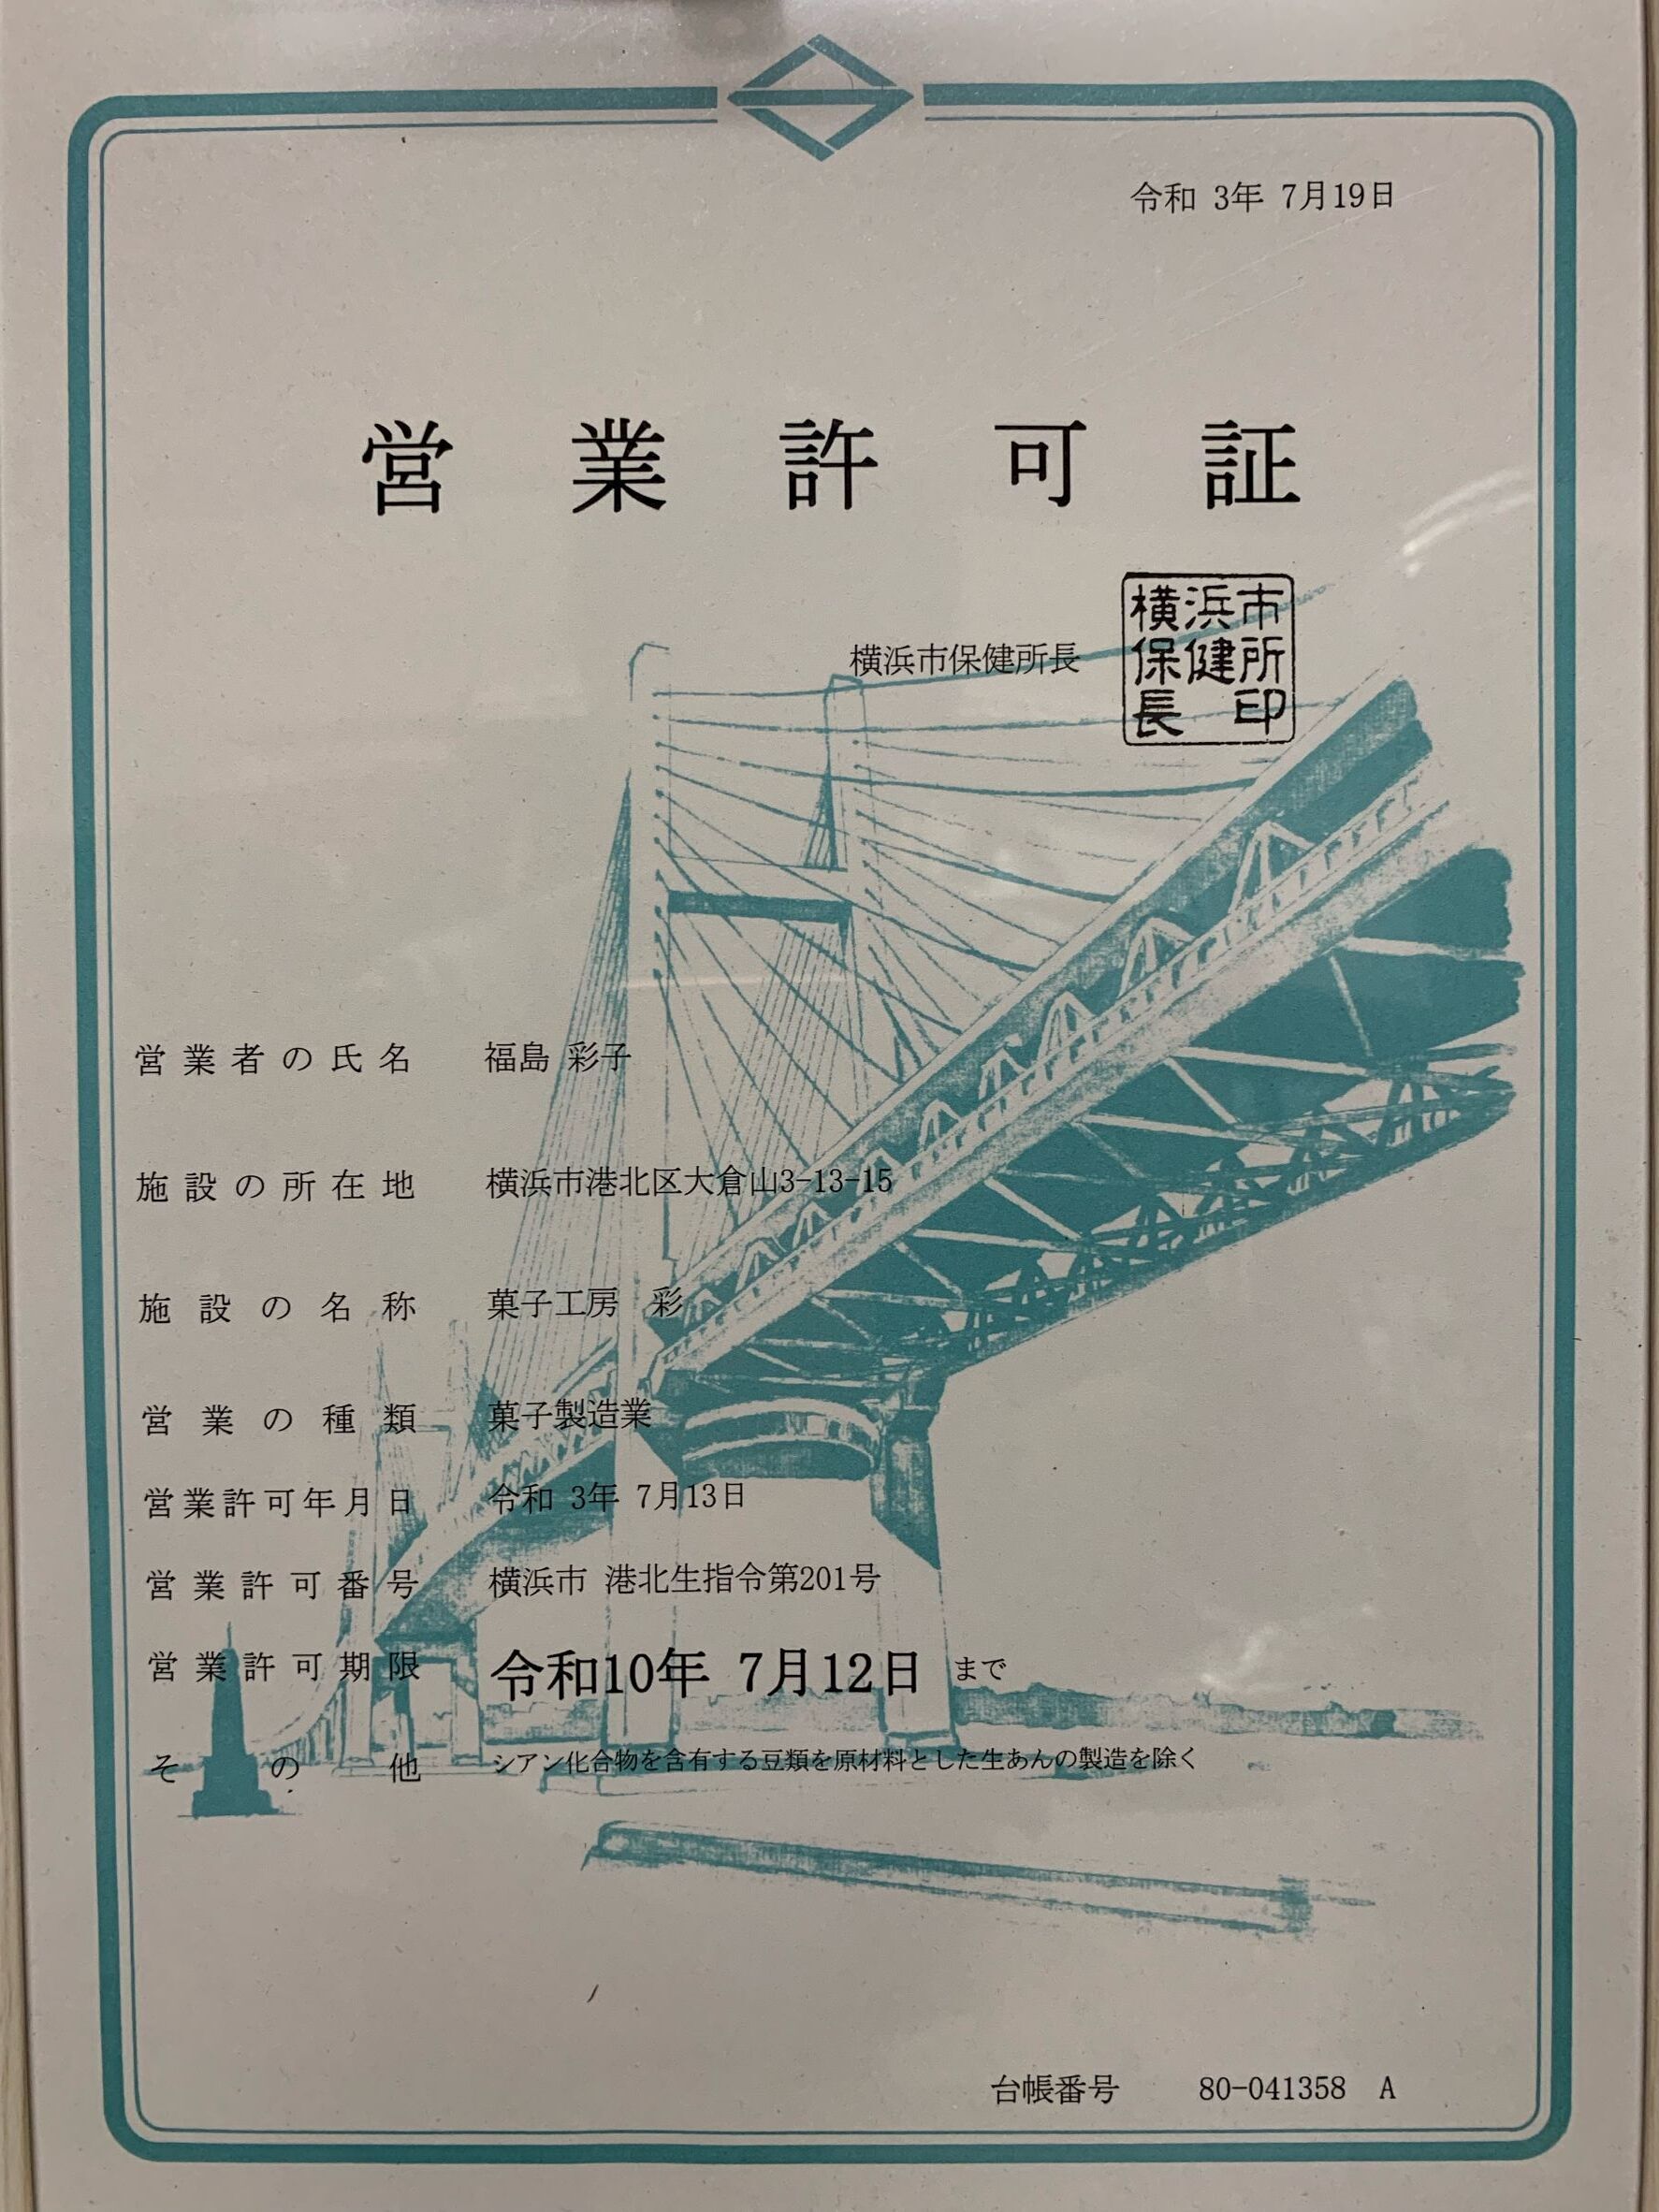 令和 3年 7月19日
営業許可証
横浜市保健所長
横浜市
保健所
長印
営業者の氏名 福島 彩子
施設の所在地 横浜市港北区大倉山3-13-15
施設の名称 菓子工房 彩
営業の種類 菓子製造業
営業許可年月日 令和 3年 7月13日
営業許可番号 横浜市 港北生指令第201号
営業許可期限 令和10年 7月12日 まで
その他 シアン化合物を含有する豆類を原材料とした生あんの製造を除く
台帳番号 80-041358 A